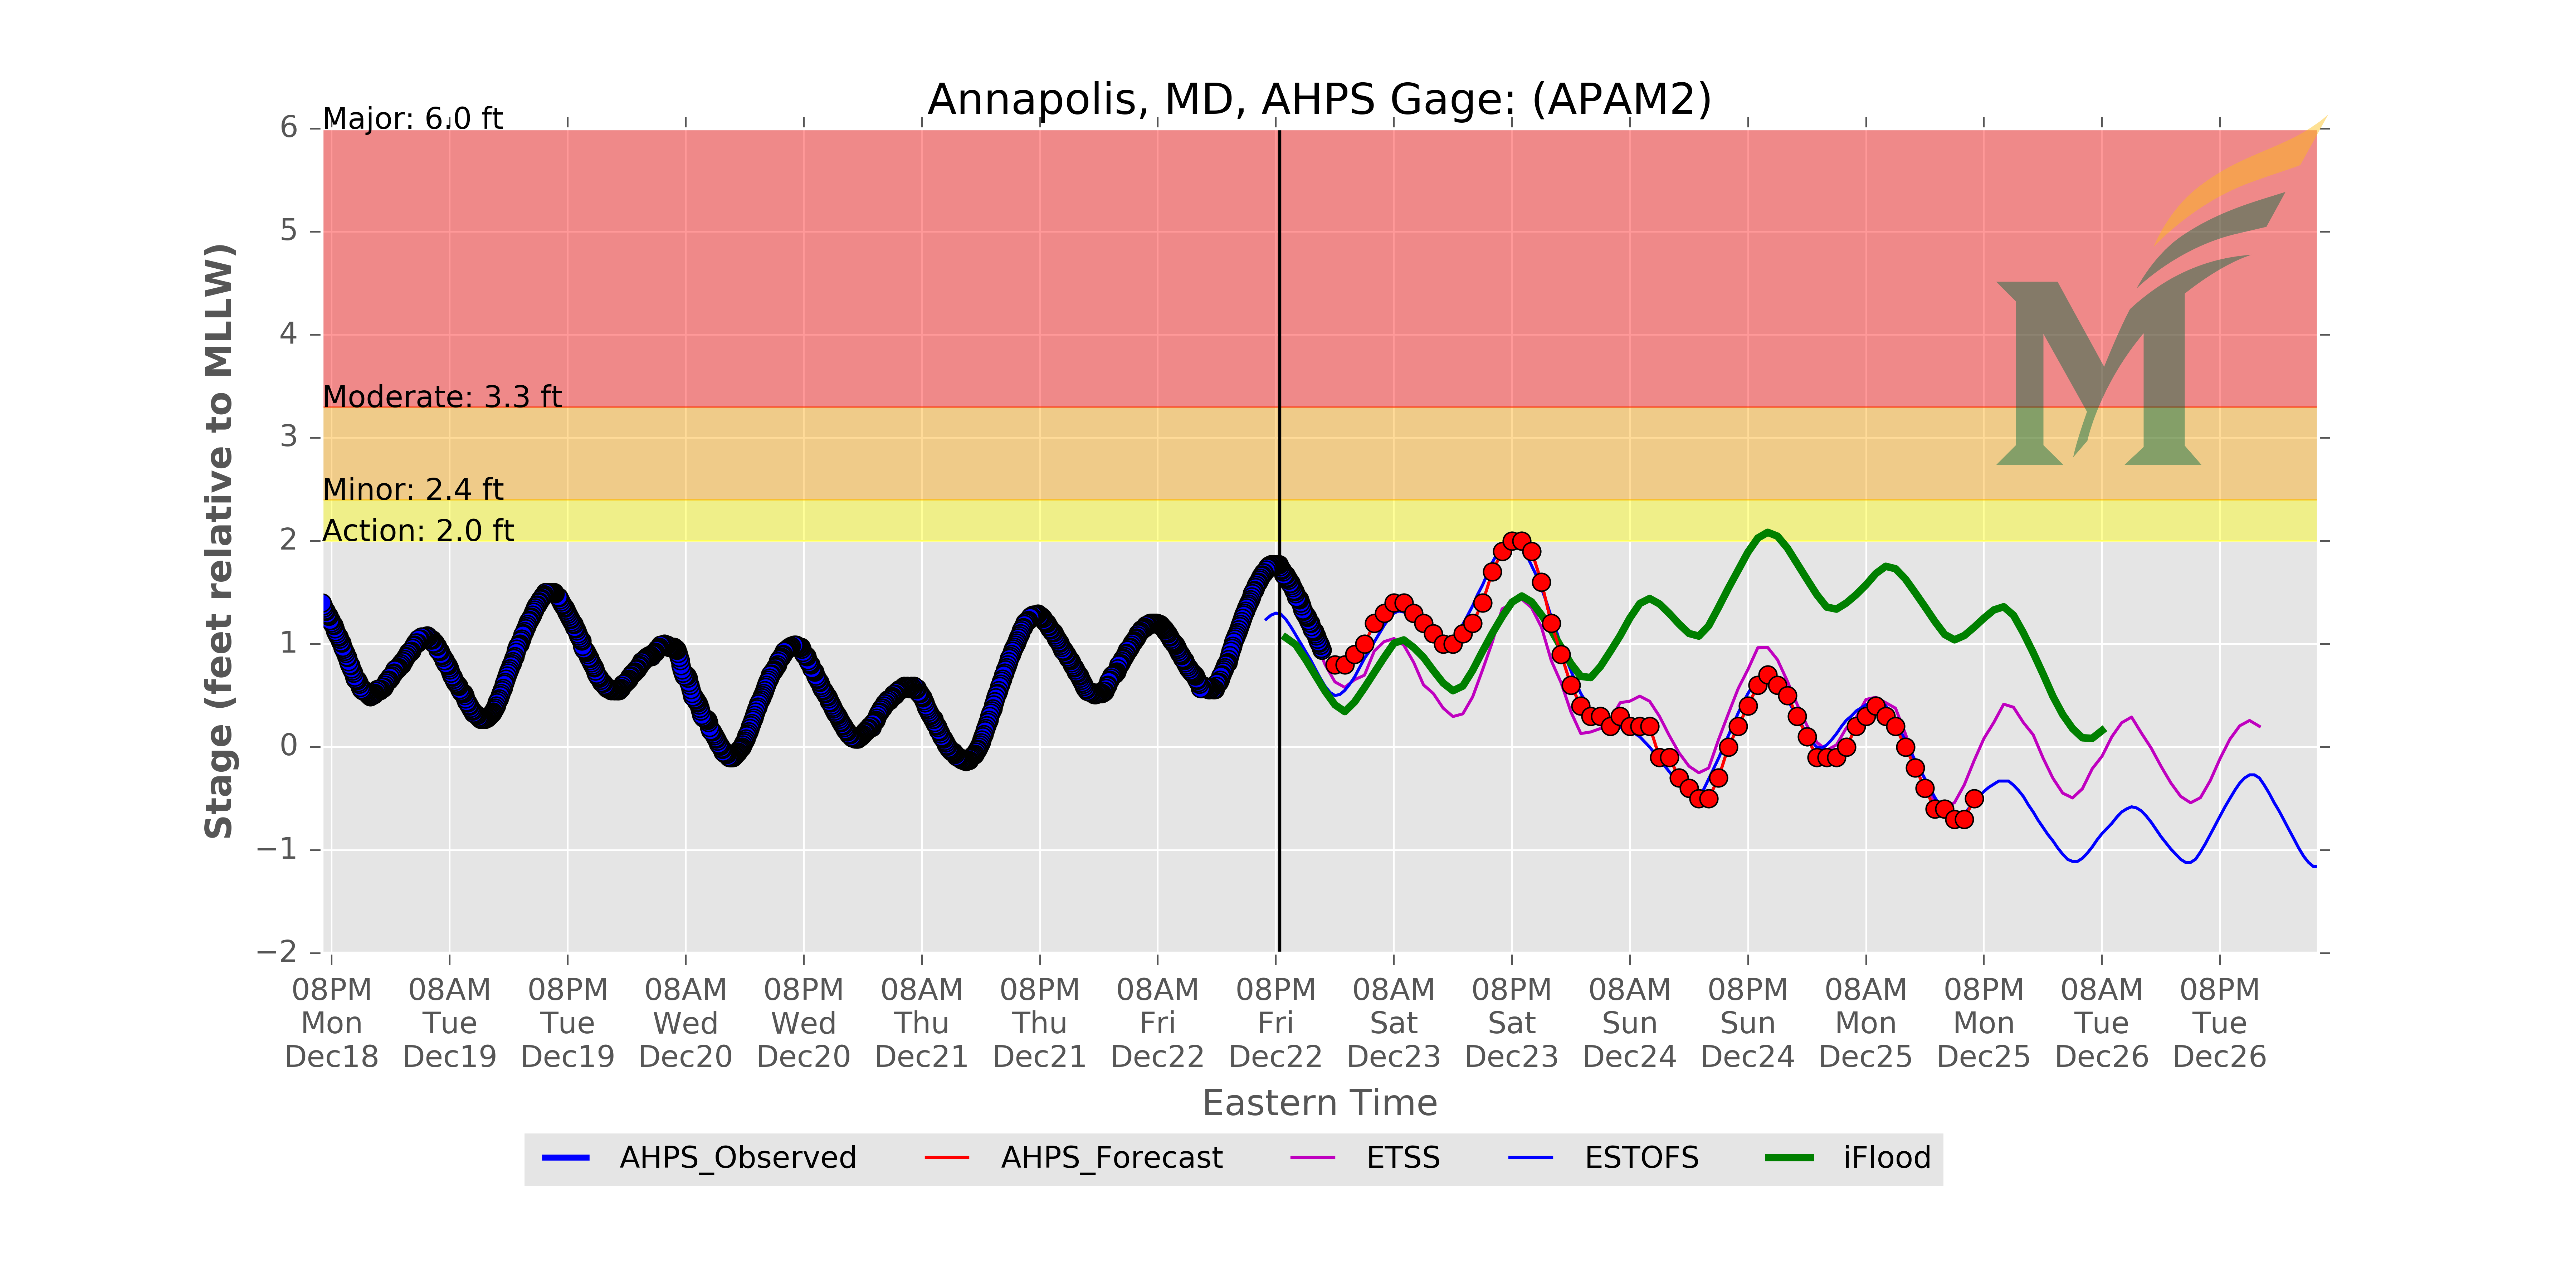 Annapolis, MD, AHPS Gage: (APAM2)
Major: 6.0 ft
Moderate: 3.3 ft
Minor: 2.4 ft
Action: 2.0 ft
Stage (feet relative to MLLW)
6
5
4
3
2
1
0
−1
−2
08PM 08AM 08PM 08AM 08PM 08AM 08PM 08AM 08PM 08AM 08PM 08AM 08PM 08AM 08PM 08AM 08PM
Mon Tue Tue Wed Wed Thu Thu Fri Fri Sat Sat Sun Sun Mon Mon Tue Tue
Dec18 Dec19 Dec19 Dec20 Dec20 Dec21 Dec21 Dec22 Dec22 Dec23 Dec23 Dec24 Dec24 Dec25 Dec25 Dec26 Dec26
Eastern Time
AHPS_Observed AHPS_Forecast ETSS ESTOFS iFlood